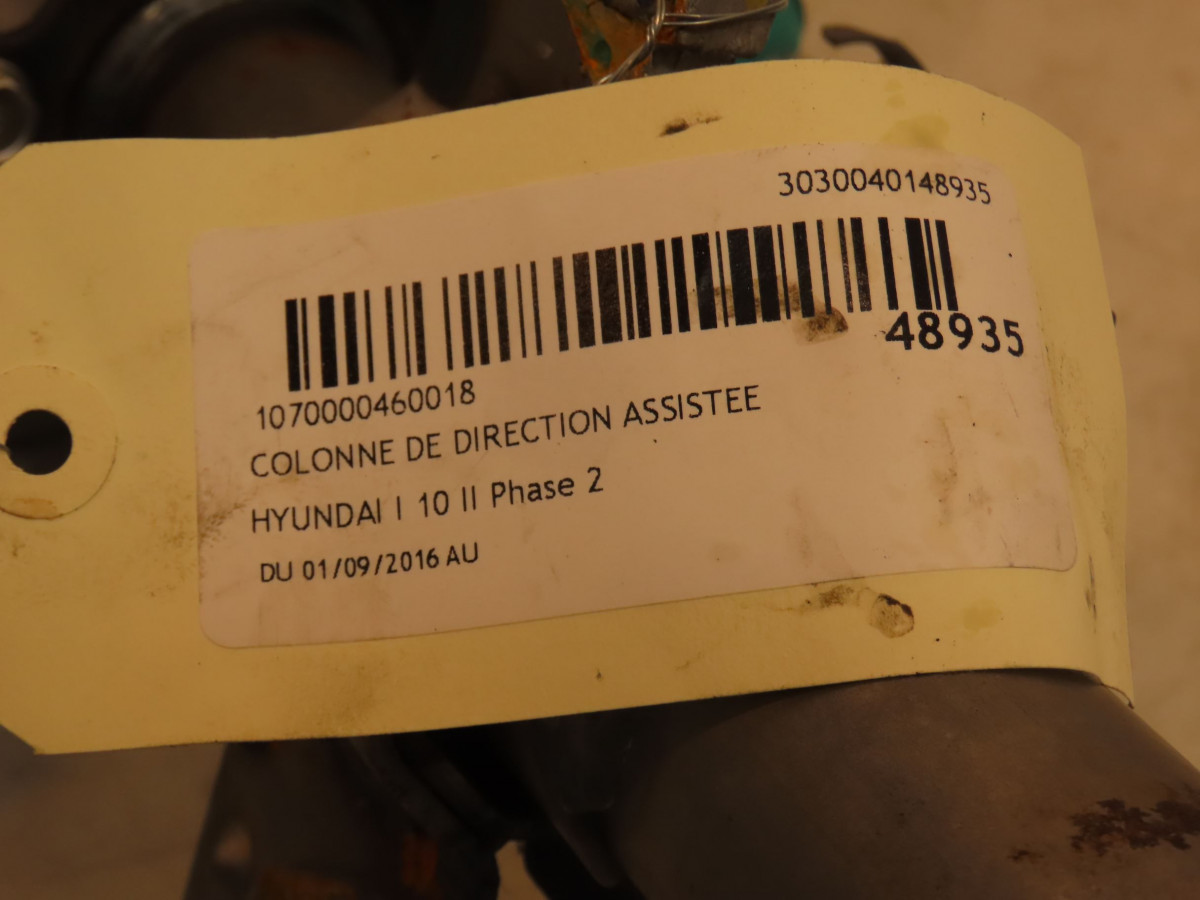 3030040148935
48935
1070000460018
COLONNE DE DIRECTION ASSISTEE
HYUNDAI I 10 II Phase 2
DU 01/09/2016 AU